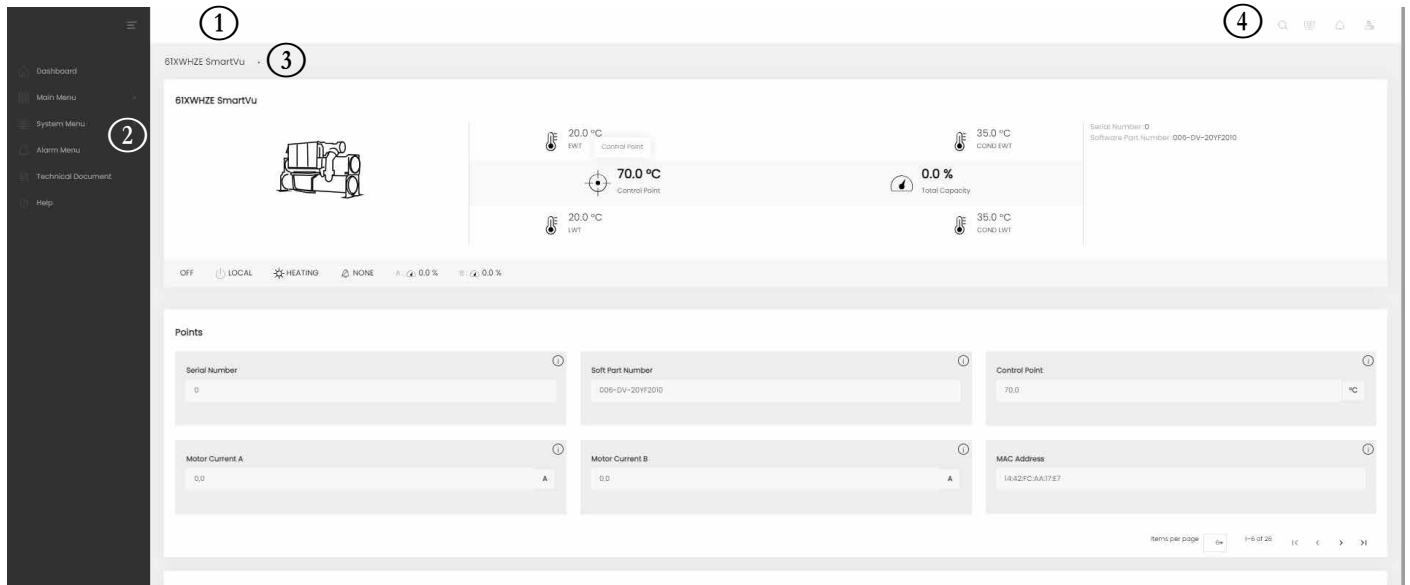 1
4
61XWHZE SmartVu
3
Dashboard
Main Menu
System Menu
2
Alarm Menu
Technical Document
Help
61XWHZE SmartVu
20.0 °C
EWT
Control Point
35.0 °C
COND EWT
Serial Number :0
Software Part Number :006-DV-20YF2010
70.0 °C
Control Point
0.0 %
Total Capacity
20.0 °C
LWT
35.0 °C
COND LWT
OFF LOCAL HEATING NONE A : 0.0 % B : 0.0 %
Points
Serial Number
0
Soft Part Number
006-DV-20YF2010
Control Point
70,0 °C
Motor Current A
0,0 A
Motor Current B
0,0 A
MAC Address
14:42:FC:AA:17:E7
Items per page 6 1-6 of 26